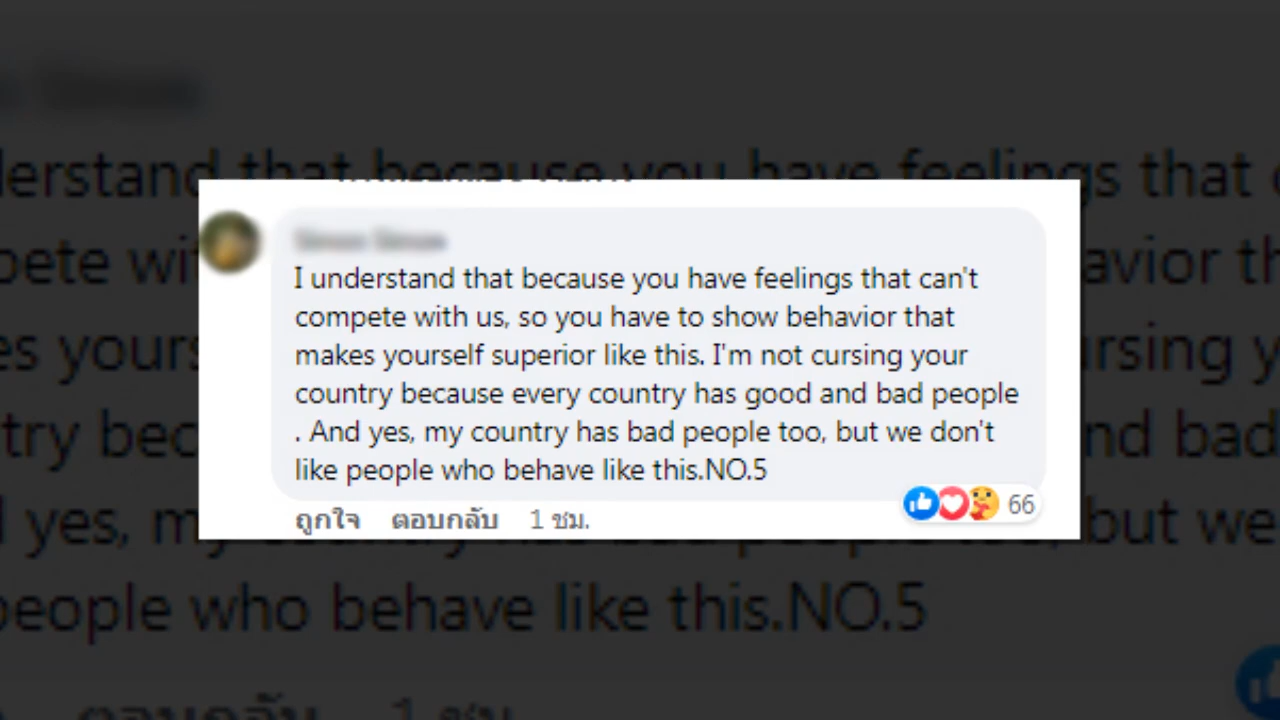 I understand that because you have feelings that can't
compete with us, so you have to show behavior that
makes yourself superior like this. I'm not cursing your
country because every country has good and bad people
. And yes, my country has bad people too, but we don't
like people who behave like this.NO.5
66
ถูกใจ ตอบกลับ 1 ชม.